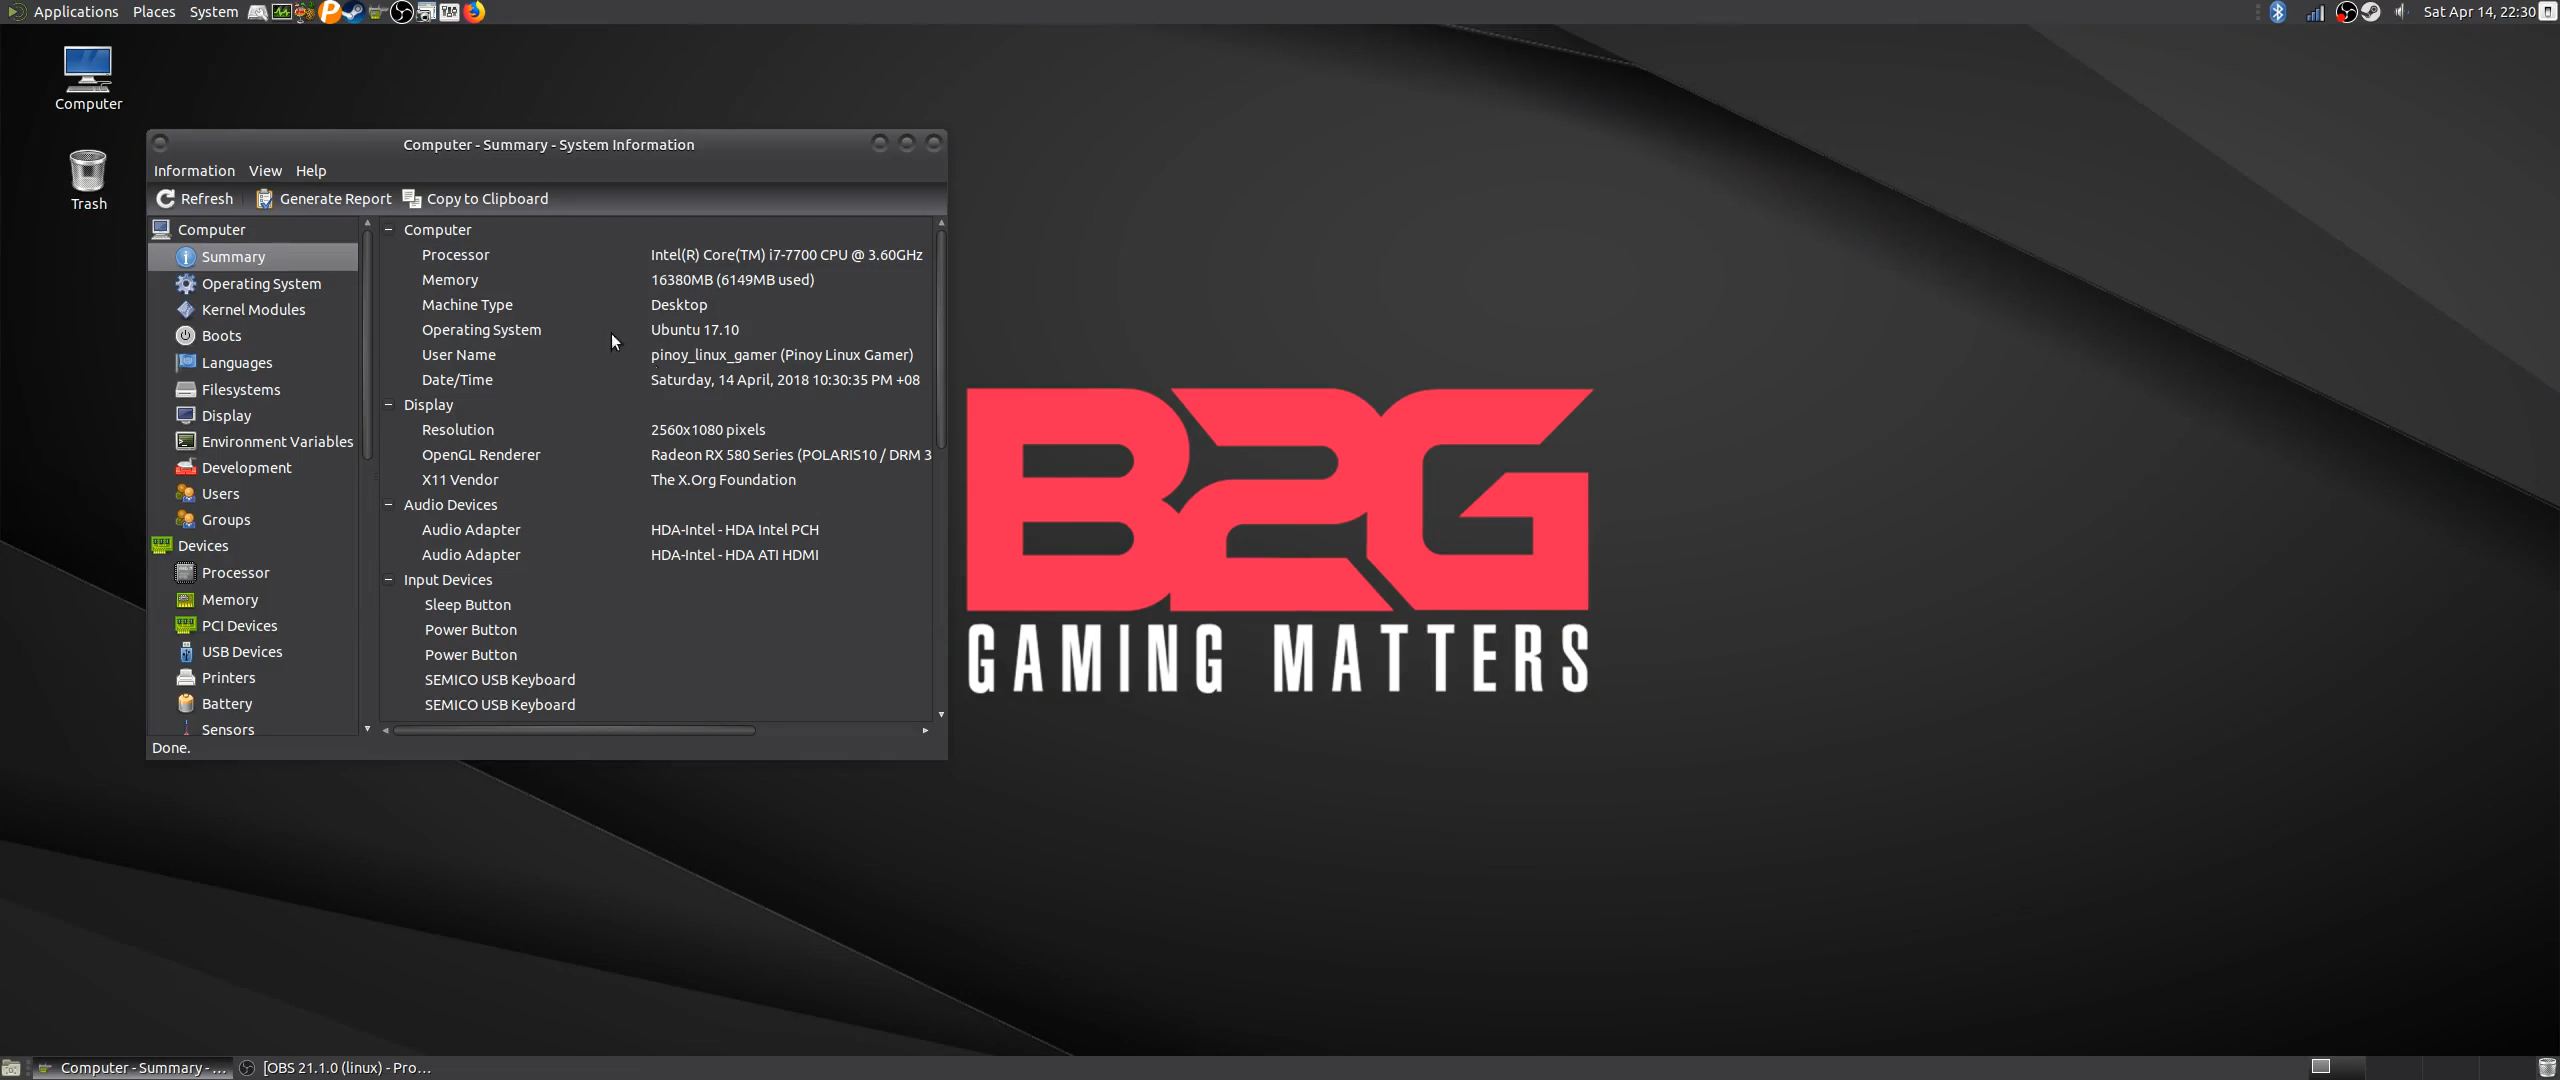 Applications Places System
Sat Apr 14, 22:30
Computer
Trash
Computer - Summary - System Information
Information View Help
Refresh Generate Report Copy to Clipboard
Computer
Summary
Operating System
Kernel Modules
Boots
Languages
Filesystems
Display
Environment Variables
Development
Users
Groups
Devices
Processor
Memory
PCI Devices
USB Devices
Printers
Battery
Sensors
Computer
Processor Intel(R) Core(TM) i7-7700 CPU @ 3.60GHz
Memory 16380MB (6149MB used)
Machine Type Desktop
Operating System Ubuntu 17.10
User Name pinoy_linux_gamer (Pinoy Linux Gamer)
Date/Time Saturday, 14 April, 2018 10:30:35 PM +08
Display
Resolution 2560x1080 pixels
OpenGL Renderer Radeon RX 580 Series (POLARIS10 / DRM 3
X11 Vendor The X.Org Foundation
Audio Devices
Audio Adapter HDA-Intel - HDA Intel PCH
Audio Adapter HDA-Intel - HDA ATI HDMI
Input Devices
Sleep Button
Power Button
Power Button
SEMICO USB Keyboard
SEMICO USB Keyboard
Done.
B2G
GAMING MATTERS
Computer - Summary - ...
[OBS 21.1.0 (linux) - Pro...